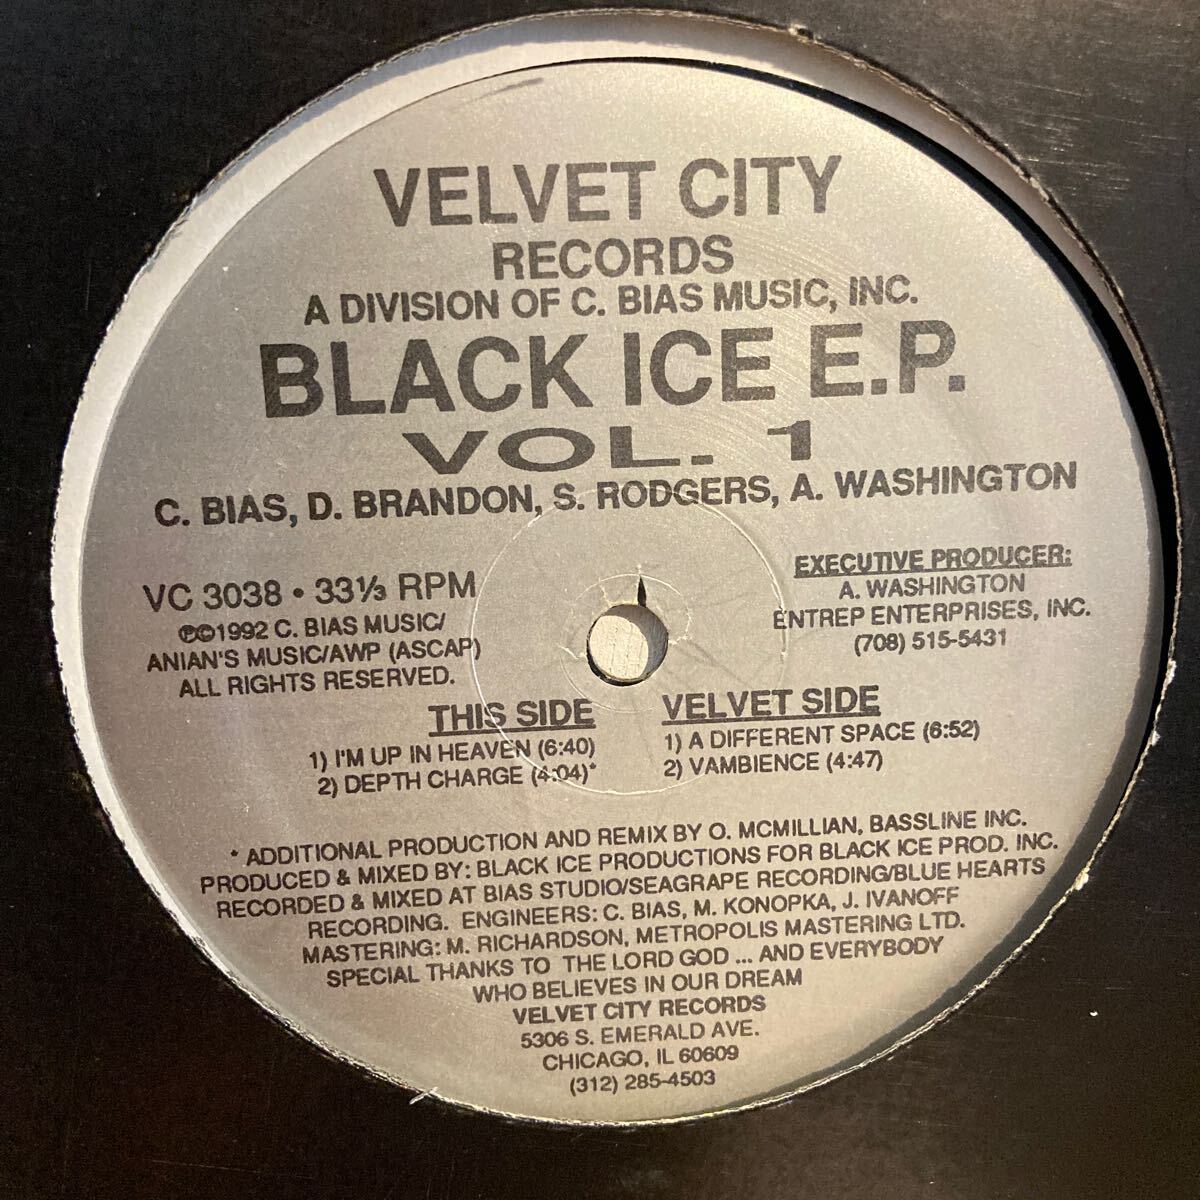 VELVET CITY
RECORDS
A DIVISION OF C. BIAS MUSIC, INC.
BLACK ICE E.P.
VOL. 1
C. BIAS, D. BRANDON, S. RODGERS, A. WASHINGTON
VC 3038 • 33⅓ RPM
℗©1992 C. BIAS MUSIC/
ANIAN'S MUSIC/AWP (ASCAP)
ALL RIGHTS RESERVED.
EXECUTIVE PRODUCER:
A. WASHINGTON
ENTREP ENTERPRISES, INC.
(708) 515-5431
THIS SIDE
1) I'M UP IN HEAVEN (6:40)
2) DEPTH CHARGE (4:04)*
VELVET SIDE
1) A DIFFERENT SPACE (6:52)
2) VAMBIENCE (4:47)
* ADDITIONAL PRODUCTION AND REMIX BY O. MCMILLIAN, BASSLINE INC.
PRODUCED & MIXED BY: BLACK ICE PRODUCTIONS FOR BLACK ICE PROD. INC.
RECORDED & MIXED AT BIAS STUDIO/SEAGRAPE RECORDING/BLUE HEARTS
RECORDING. ENGINEERS: C. BIAS, M. KONOPKA, J. IVANOFF
MASTERING: M. RICHARDSON, METROPOLIS MASTERING LTD.
SPECIAL THANKS TO THE LORD GOD ... AND EVERYBODY
WHO BELIEVES IN OUR DREAM
VELVET CITY RECORDS
5306 S. EMERALD AVE.
CHICAGO, IL 60609
(312) 285-4503